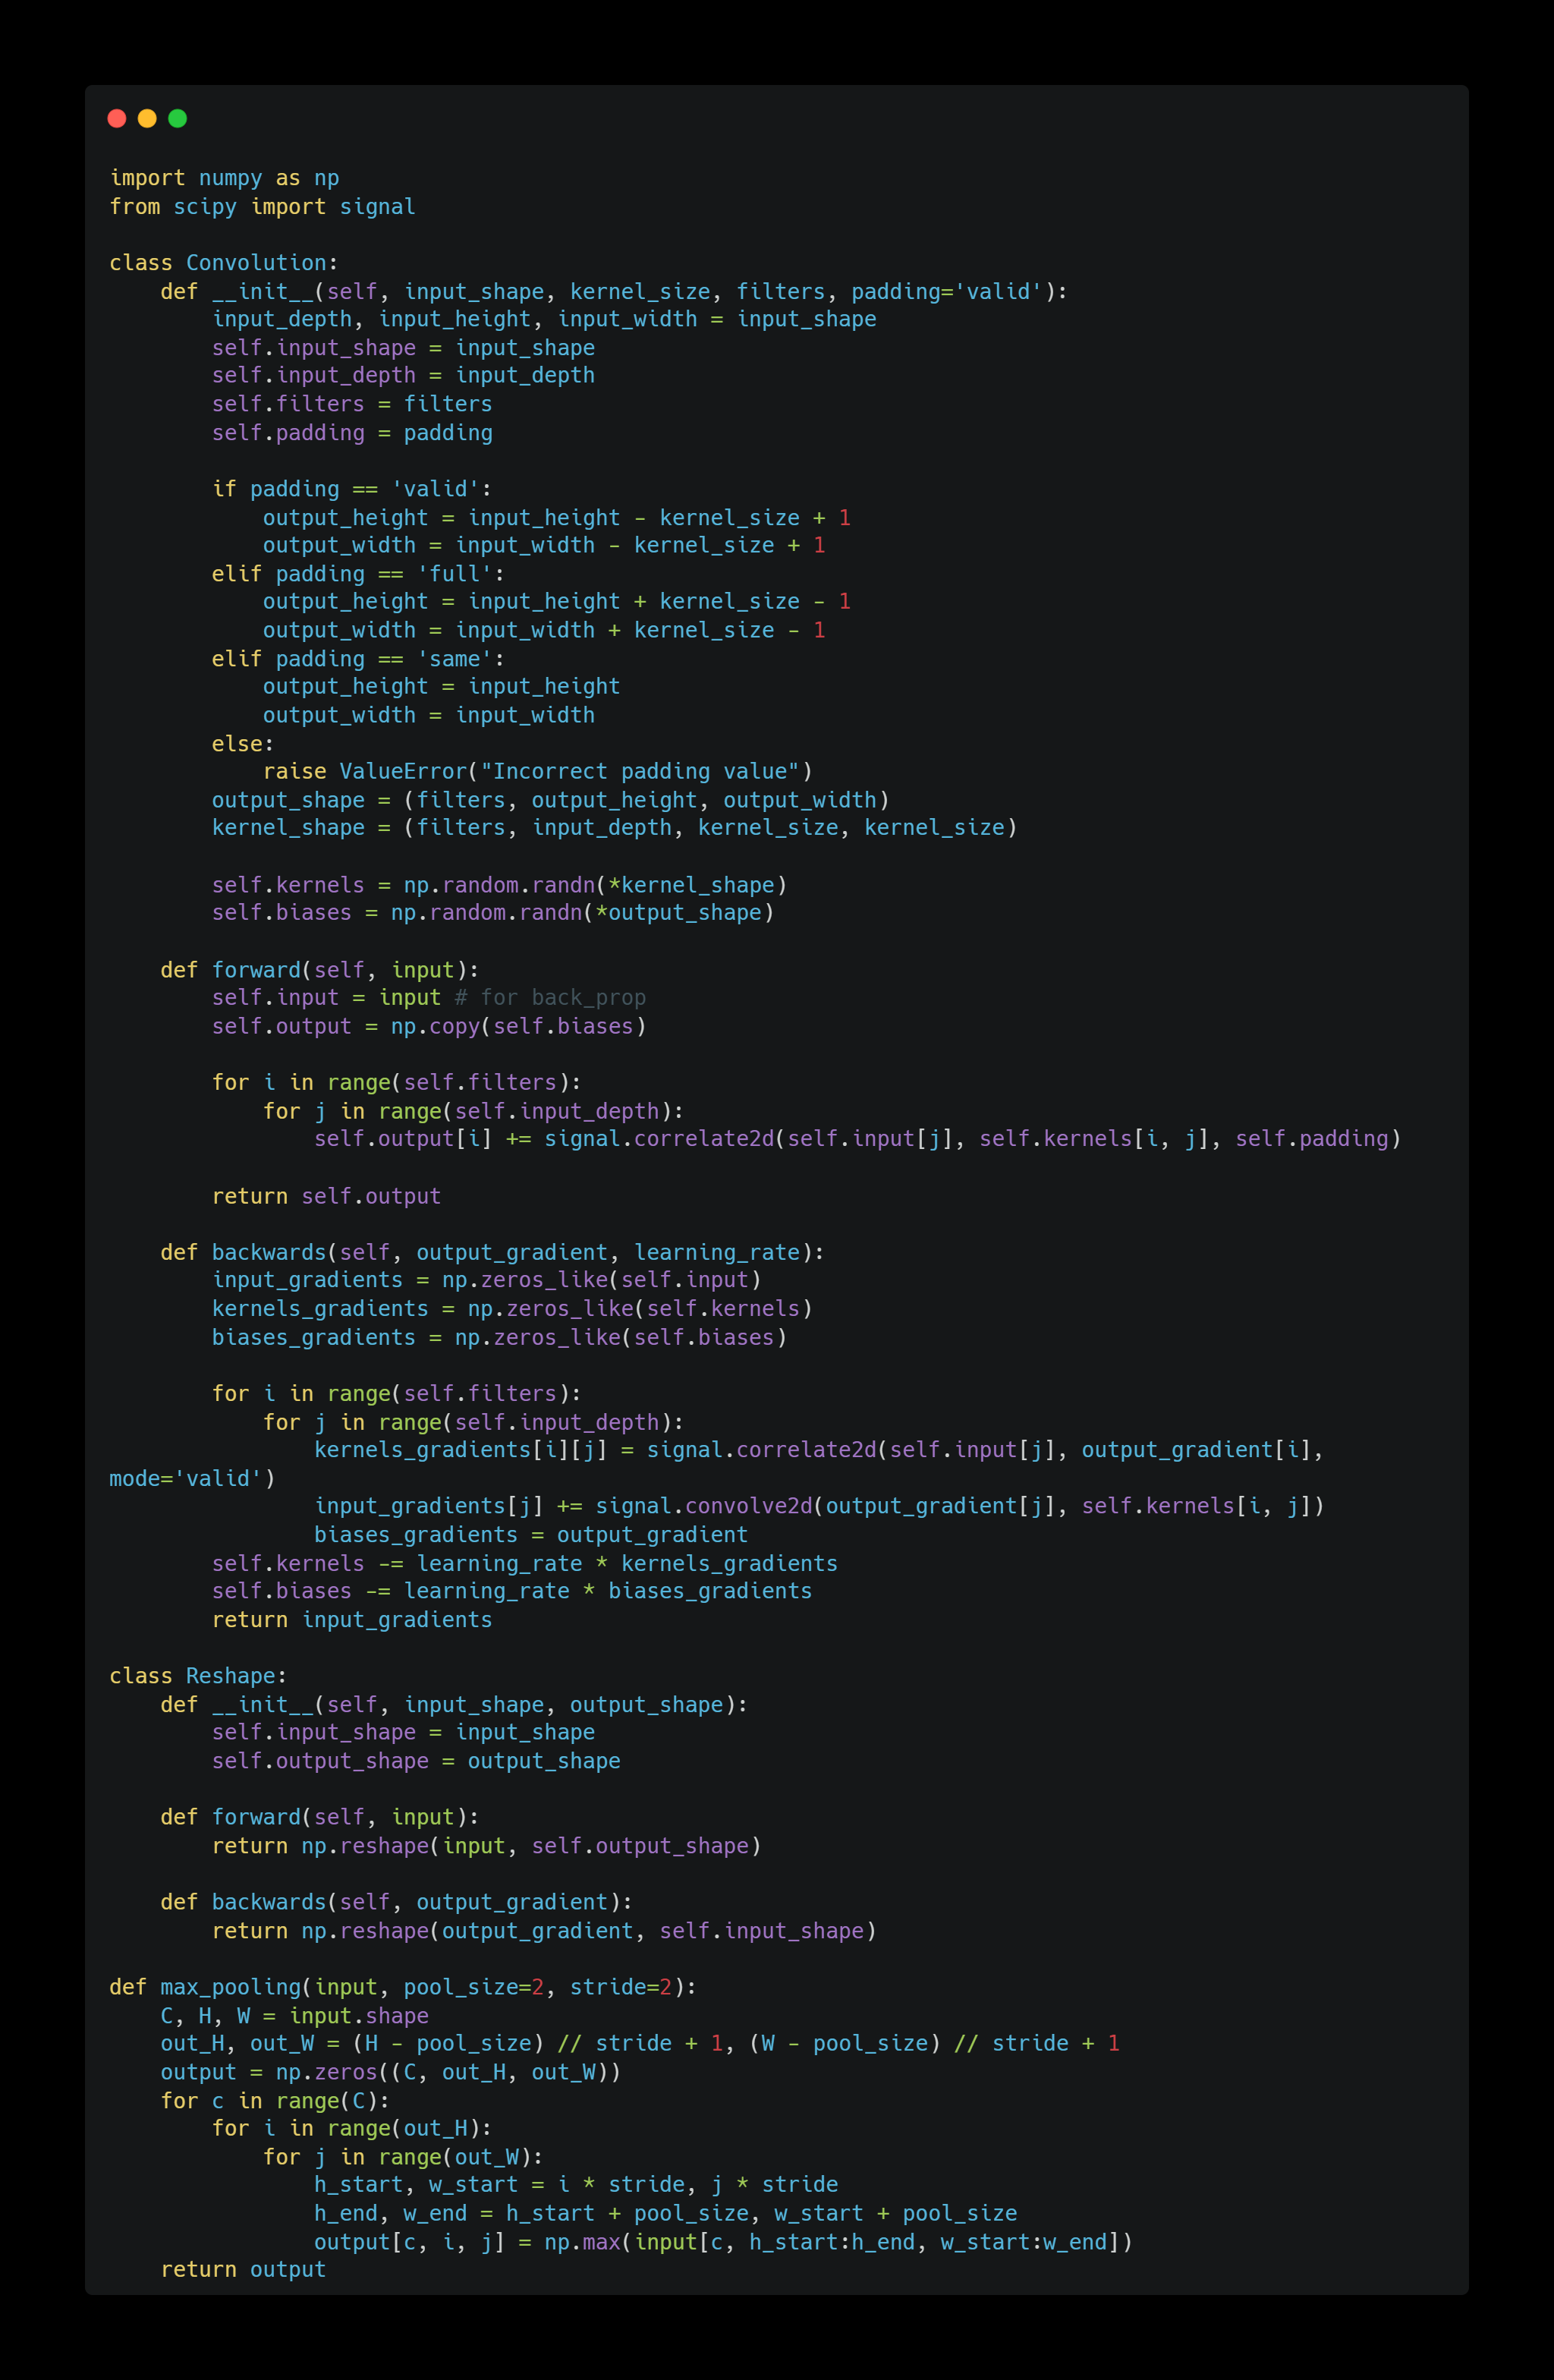 import numpy as np
from scipy import signal

class Convolution:
    def __init__(self, input_shape, kernel_size, filters, padding='valid'):
        input_depth, input_height, input_width = input_shape
        self.input_shape = input_shape
        self.input_depth = input_depth
        self.filters = filters
        self.padding = padding

        if padding == 'valid':
            output_height = input_height - kernel_size + 1
            output_width = input_width - kernel_size + 1
        elif padding == 'full':
            output_height = input_height + kernel_size - 1
            output_width = input_width + kernel_size - 1
        elif padding == 'same':
            output_height = input_height
            output_width = input_width
        else:
            raise ValueError("Incorrect padding value")
        output_shape = (filters, output_height, output_width)
        kernel_shape = (filters, input_depth, kernel_size, kernel_size)

        self.kernels = np.random.randn(*kernel_shape)
        self.biases = np.random.randn(*output_shape)

    def forward(self, input):
        self.input = input # for back_prop
        self.output = np.copy(self.biases)

        for i in range(self.filters):
            for j in range(self.input_depth):
                self.output[i] += signal.correlate2d(self.input[j], self.kernels[i, j], self.padding)

        return self.output

    def backwards(self, output_gradient, learning_rate):
        input_gradients = np.zeros_like(self.input)
        kernels_gradients = np.zeros_like(self.kernels)
        biases_gradients = np.zeros_like(self.biases)

        for i in range(self.filters):
            for j in range(self.input_depth):
                kernels_gradients[i][j] = signal.correlate2d(self.input[j], output_gradient[i],
mode='valid')
                input_gradients[j] += signal.convolve2d(output_gradient[j], self.kernels[i, j])
                biases_gradients = output_gradient
        self.kernels -= learning_rate * kernels_gradients
        self.biases -= learning_rate * biases_gradients
        return input_gradients

class Reshape:
    def __init__(self, input_shape, output_shape):
        self.input_shape = input_shape
        self.output_shape = output_shape

    def forward(self, input):
        return np.reshape(input, self.output_shape)

    def backwards(self, output_gradient):
        return np.reshape(output_gradient, self.input_shape)

def max_pooling(input, pool_size=2, stride=2):
    C, H, W = input.shape
    out_H, out_W = (H - pool_size) // stride + 1, (W - pool_size) // stride + 1
    output = np.zeros((C, out_H, out_W))
    for c in range(C):
        for i in range(out_H):
            for j in range(out_W):
                h_start, w_start = i * stride, j * stride
                h_end, w_end = h_start + pool_size, w_start + pool_size
                output[c, i, j] = np.max(input[c, h_start:h_end, w_start:w_end])
    return output